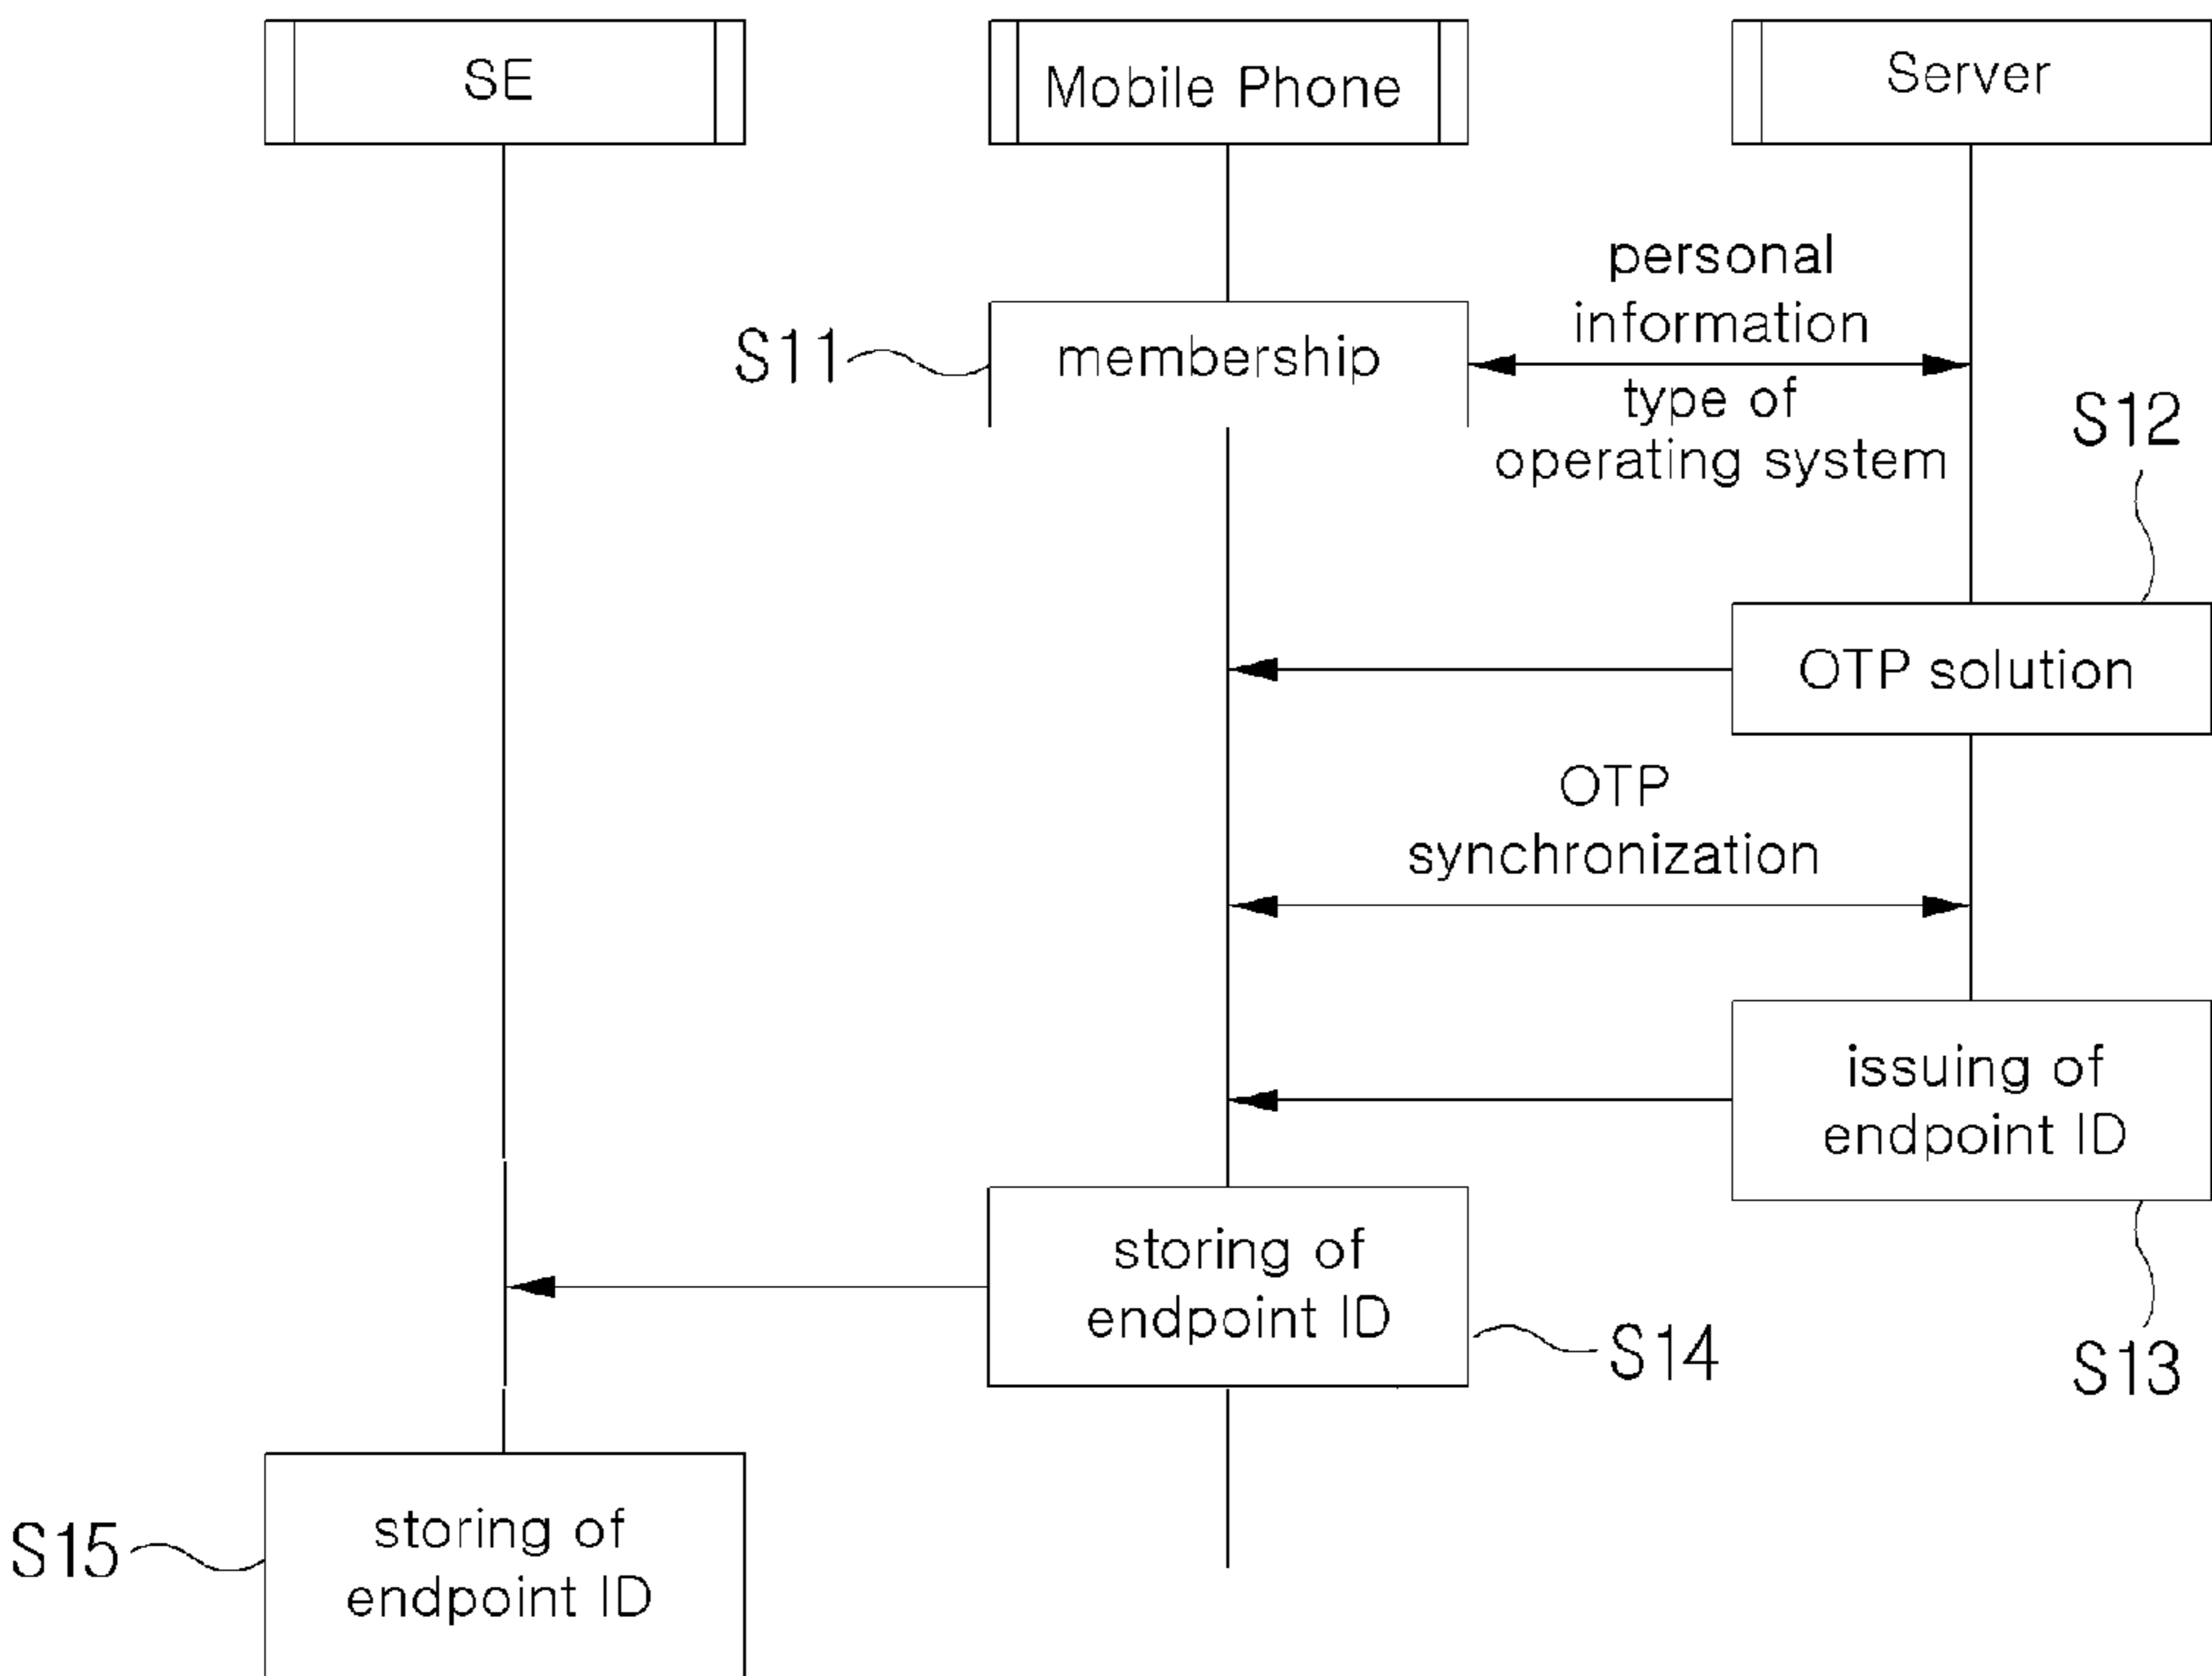 SE
Mobile Phone
Server
personal
information
S11
membership
type of
operating system
S12
OTP solution
OTP
synchronization
issuing of
endpoint ID
storing of
endpoint ID
S14
S13
S15
storing of
endpoint ID